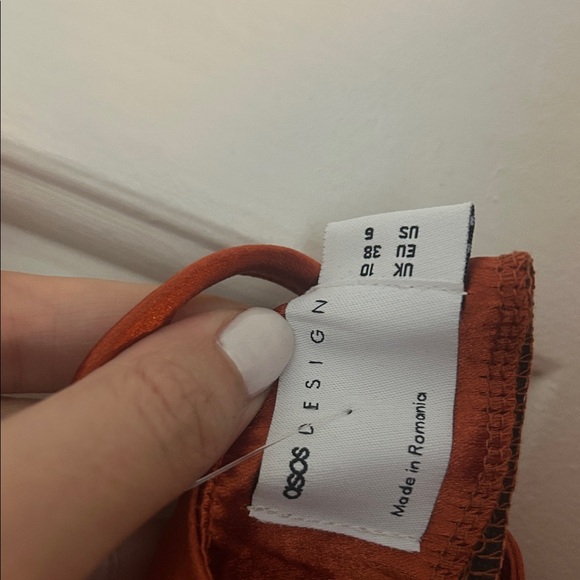 asos DESIGN
Made in Romania
UK 10
EU 38
US 6